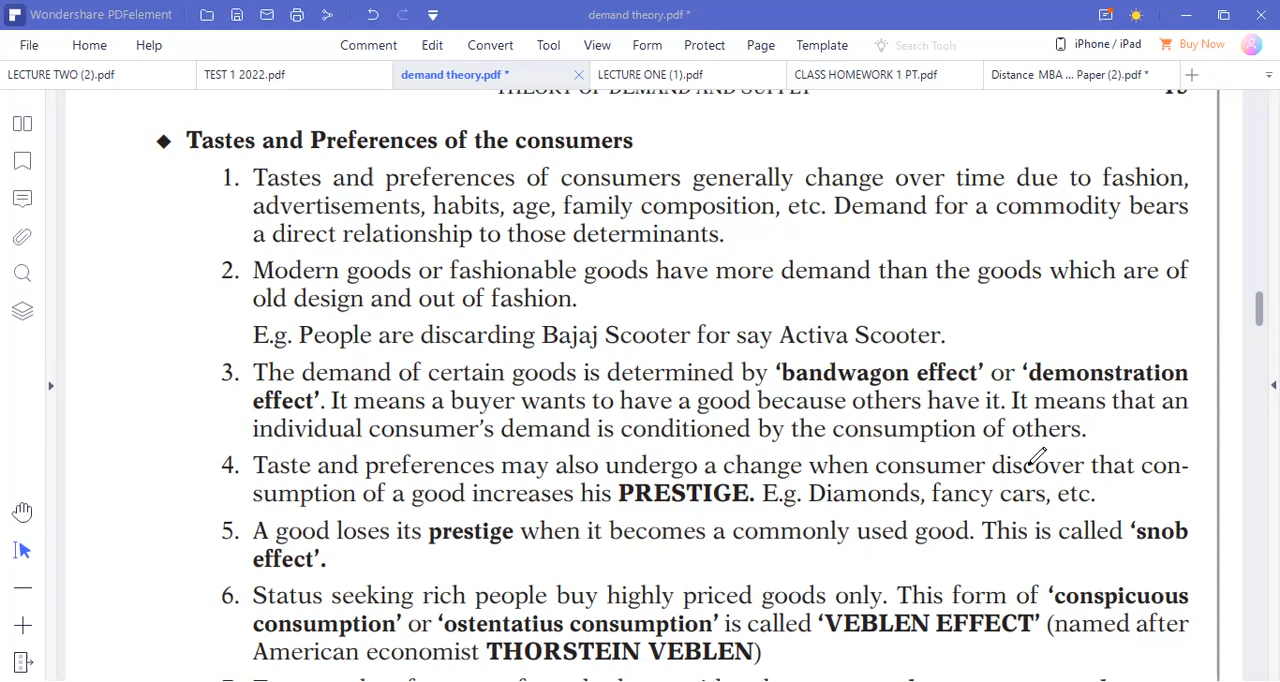 Wondershare PDFelement
demand theory.pdf *
File Home Help Comment Edit Convert Tool View Form Protect Page Template Search Tools iPhone / iPad Buy Now
LECTURE TWO (2).pdf TEST 1 2022.pdf demand theory.pdf * LECTURE ONE (1).pdf CLASS HOMEWORK 1 PT.pdf Distance MBA ... Paper (2).pdf *
THEORY OF DEMAND AND SUPPLY
◆ Tastes and Preferences of the consumers
1. Tastes and preferences of consumers generally change over time due to fashion,
advertisements, habits, age, family composition, etc. Demand for a commodity bears
a direct relationship to those determinants.
2. Modern goods or fashionable goods have more demand than the goods which are of
old design and out of fashion.
E.g. People are discarding Bajaj Scooter for say Activa Scooter.
3. The demand of certain goods is determined by ‘bandwagon effect’ or ‘demonstration
effect’. It means a buyer wants to have a good because others have it. It means that an
individual consumer’s demand is conditioned by the consumption of others.
4. Taste and preferences may also undergo a change when consumer discover that con-
sumption of a good increases his PRESTIGE. E.g. Diamonds, fancy cars, etc.
5. A good loses its prestige when it becomes a commonly used good. This is called ‘snob
effect’.
6. Status seeking rich people buy highly priced goods only. This form of ‘conspicuous
consumption’ or ‘ostentatius consumption’ is called ‘VEBLEN EFFECT’ (named after
American economist THORSTEIN VEBLEN)